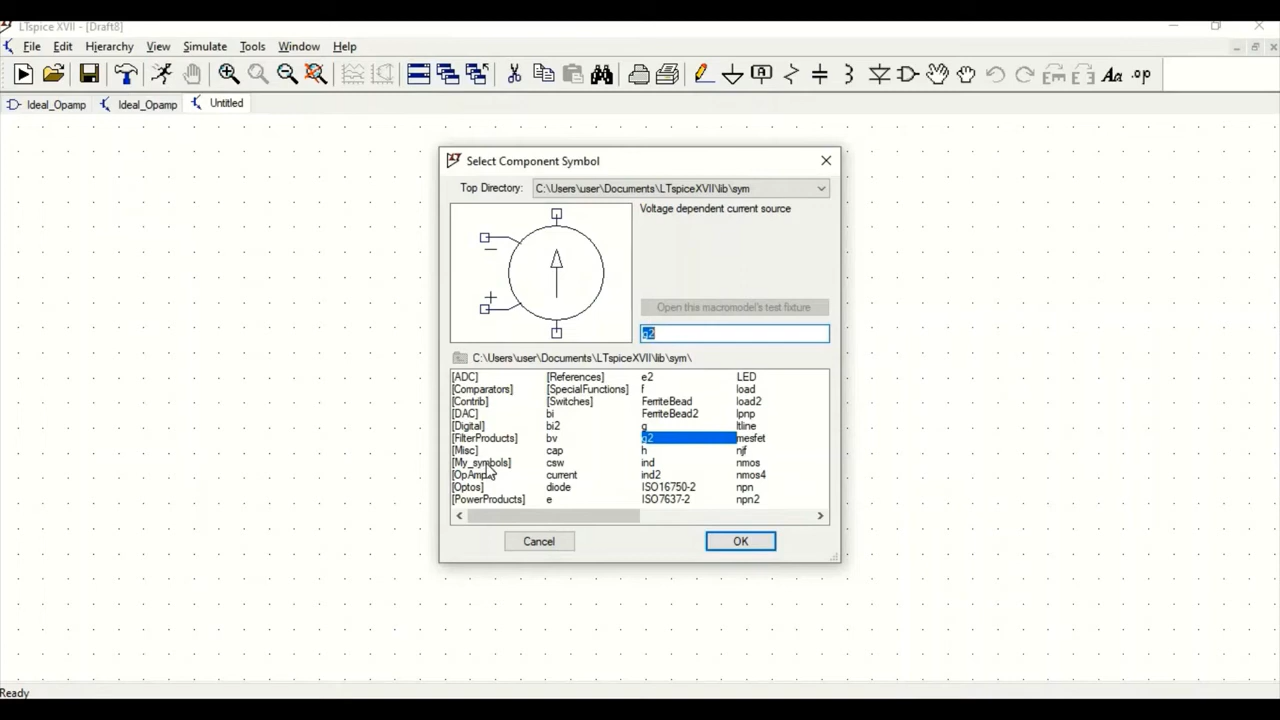 LTspice XVII - [Draft8]
File Edit Hierarchy View Simulate Tools Window Help
Aa .op
Ideal_Opamp Ideal_Opamp Untitled
Select Component Symbol
Top Directory: C:\Users\user\Documents\LTspiceXVII\lib\sym
Voltage dependent current source
Open this macromodel's test fixture
g2
C:\Users\user\Documents\LTspiceXVII\lib\sym\
[ADC] [References] e2 LED
[Comparators] [SpecialFunctions] f load
[Contrib] [Switches] FerriteBead load2
[DAC] bi FerriteBead2 lpnp
[Digital] bi2 g ltline
[FilterProducts] bv g2 mesfet
[Misc] cap h njf
[My_symbols] csw ind nmos
[OpAmps] current ind2 nmos4
[Optos] diode ISO16750-2 npn
[PowerProducts] e ISO7637-2 npn2
Cancel OK
Ready